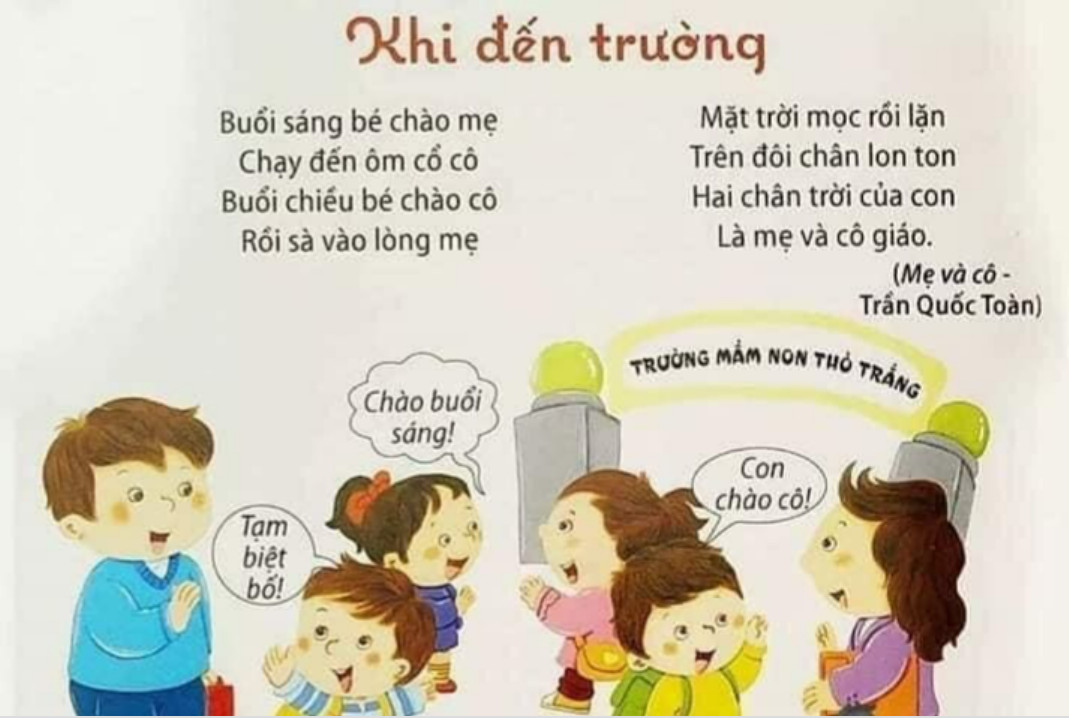 Khi đến trường
Buổi sáng bé chào mẹ
Chạy đến ôm cổ cô
Buổi chiều bé chào cô
Rồi sà vào lòng mẹ
Mặt trời mọc rồi lặn
Trên đôi chân lon ton
Hai chân trời của con
Là mẹ và cô giáo.
(Mẹ và cô -
Trần Quốc Toàn)
TRƯỜNG MẦM NON THỎ TRẮNG
Chào buổi
sáng!
Con
chào cô!
Tạm
biệt
bố!